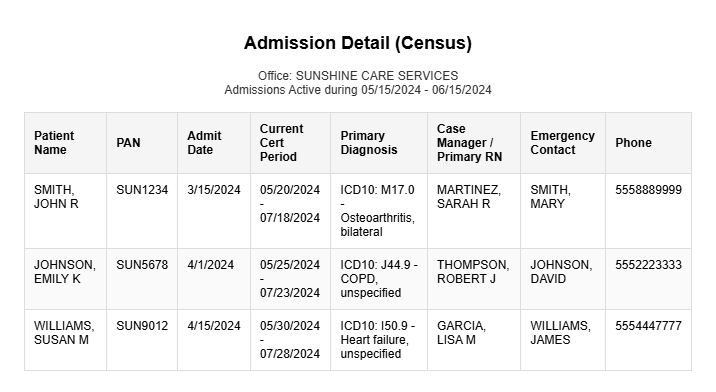 Admission Detail (Census)
Office: SUNSHINE CARE SERVICES
Admissions Active during 05/15/2024 - 06/15/2024
Patient Name PAN Admit Date Current Cert Period Primary Diagnosis Case Manager / Primary RN Emergency Contact Phone
SMITH, JOHN R SUN1234 3/15/2024 05/20/2024 - 07/18/2024 ICD10: M17.0 - Osteoarthritis, bilateral MARTINEZ, SARAH R SMITH, MARY 5558889999
JOHNSON, EMILY K SUN5678 4/1/2024 05/25/2024 - 07/23/2024 ICD10: J44.9 - COPD, unspecified THOMPSON, ROBERT J JOHNSON, DAVID 5552223333
WILLIAMS, SUSAN M SUN9012 4/15/2024 05/30/2024 - 07/28/2024 ICD10: I50.9 - Heart failure, unspecified GARCIA, LISA M WILLIAMS, JAMES 5554447777